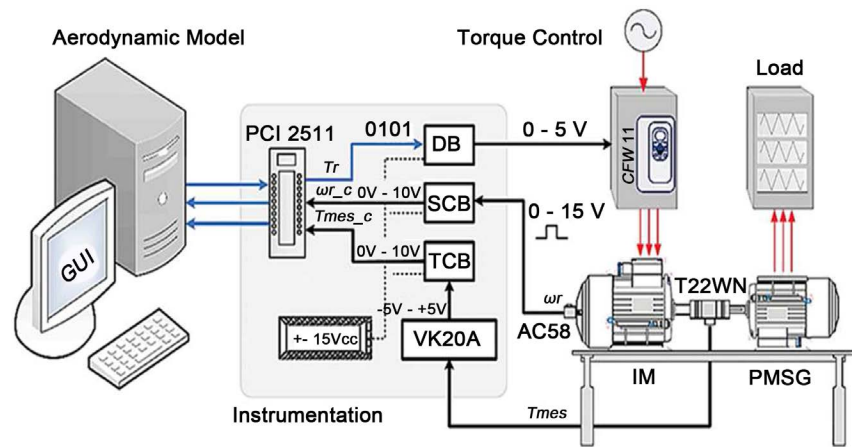 Aerodynamic Model
Torque Control
Load
PCI 2511
0101
DB
0 - 5 V
CFW 11
Tr
ωr_c
0V - 10V
SCB
Tmes_c
0 - 15 V
0V - 10V
TCB
GUI
T22WN
-5V - +5V
ωr
+- 15Vcc
VK20A
AC58
IM
PMSG
Instrumentation
Tmes